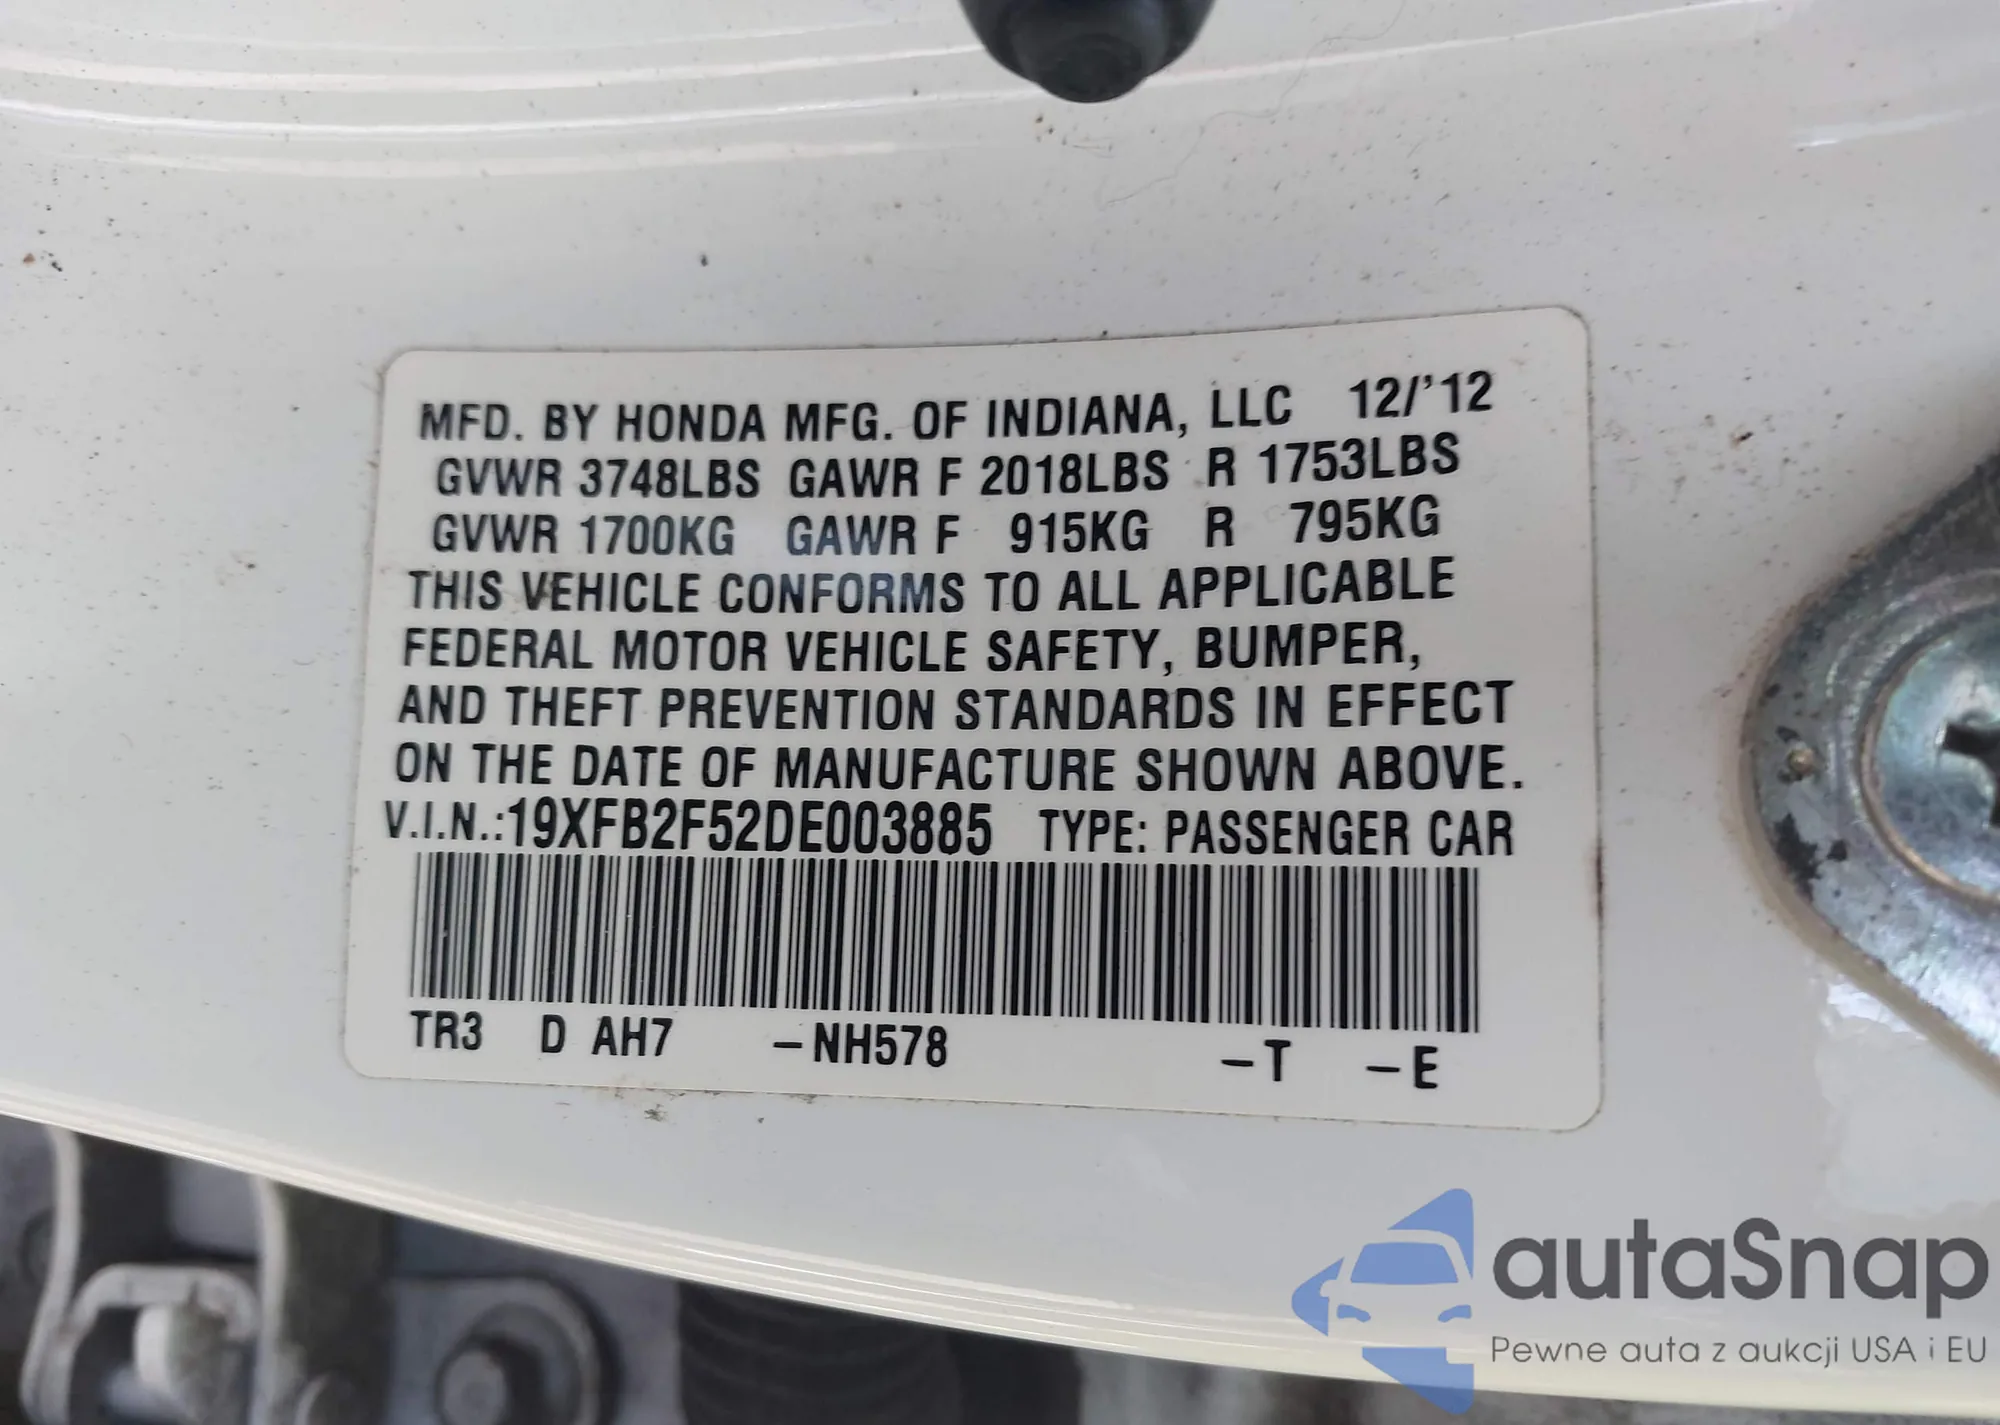 MFD. BY HONDA MFG. OF INDIANA, LLC 12/'12
GVWR 3748LBS GAWR F 2018LBS R 1753LBS
GVWR 1700KG GAWR F 915KG R 795KG
THIS VEHICLE CONFORMS TO ALL APPLICABLE
FEDERAL MOTOR VEHICLE SAFETY, BUMPER,
AND THEFT PREVENTION STANDARDS IN EFFECT
ON THE DATE OF MANUFACTURE SHOWN ABOVE.
V.I.N.:19XFB2F52DE003885 TYPE: PASSENGER CAR
TR3 D AH7 –NH578 –T –E
autaSnap
Pewne auta z aukcji USA i EU